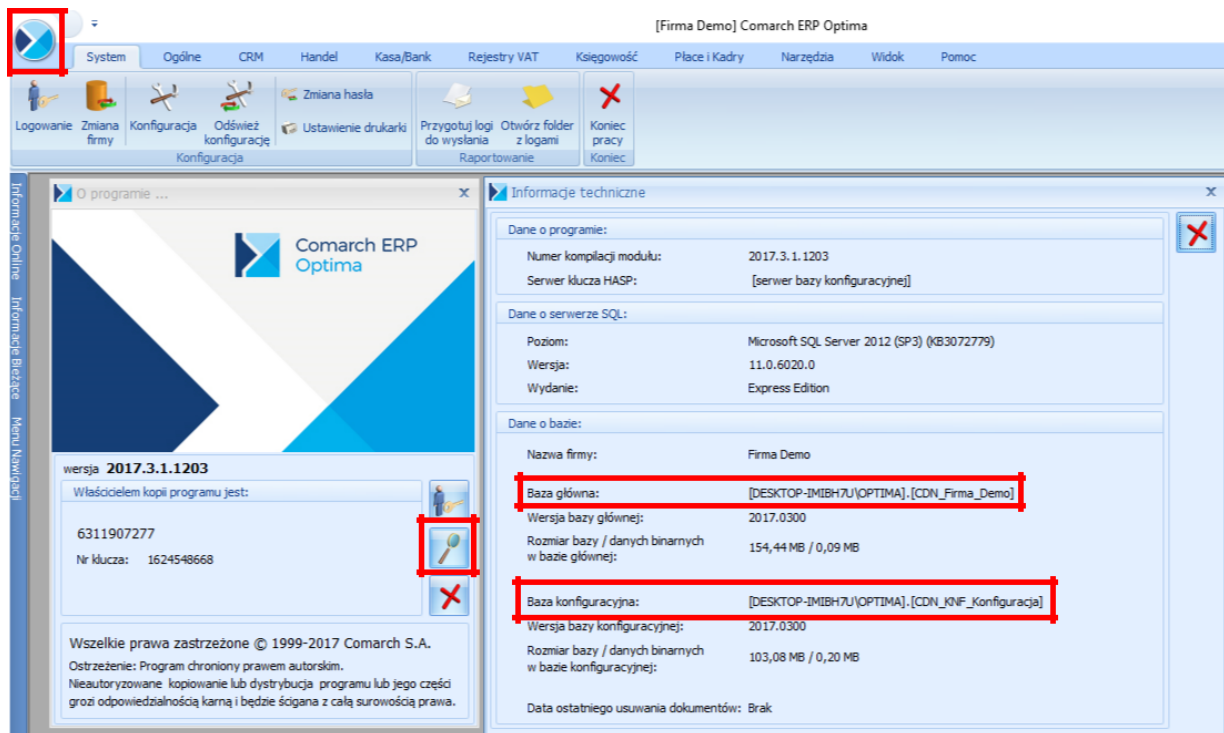 [Firma Demo] Comarch ERP Optima
System Ogólne CRM Handel Kasa/Bank Rejestry VAT Księgowość Płace i Kadry Narzędzia Widok Pomoc
Logowanie
Zmiana firmy
Konfiguracja
Odśwież konfigurację
Zmiana hasła
Ustawienie drukarki
Przygotuj logi do wysłania
Otwórz folder z logami
Koniec pracy
Konfiguracja Raportowanie Koniec
Informacje Online
Informacje Bieżące
Menu Nawigacji
O programie ...
Comarch ERP
Optima
wersja 2017.3.1.1203
Właścicielem kopii programu jest:
6311907277
Nr klucza: 1624548668
Wszelkie prawa zastrzeżone © 1999-2017 Comarch S.A.
Ostrzeżenie: Program chroniony prawem autorskim.
Nieautoryzowane kopiowanie lub dystrybucja programu lub jego części
grozi odpowiedzialnością karną i będzie ścigana z całą surowością prawa.
Informacje techniczne
Dane o programie:
Numer kompilacji modułu: 2017.3.1.1203
Serwer klucza HASP: [serwer bazy konfiguracyjnej]
Dane o serwerze SQL:
Poziom: Microsoft SQL Server 2012 (SP3) (KB3072779)
Wersja: 11.0.6020.0
Wydanie: Express Edition
Dane o bazie:
Nazwa firmy: Firma Demo
Baza główna: [DESKTOP-IMIBH7U\OPTIMA].[CDN_Firma_Demo]
Wersja bazy głównej: 2017.0300
Rozmiar bazy / danych binarnych
w bazie głównej: 154,44 MB / 0,09 MB
Baza konfiguracyjna: [DESKTOP-IMIBH7U\OPTIMA].[CDN_KNF_Konfiguracja]
Wersja bazy konfiguracyjnej: 2017.0300
Rozmiar bazy / danych binarnych
w bazie konfiguracyjnej: 103,08 MB / 0,20 MB
Data ostatniego usuwania dokumentów: Brak